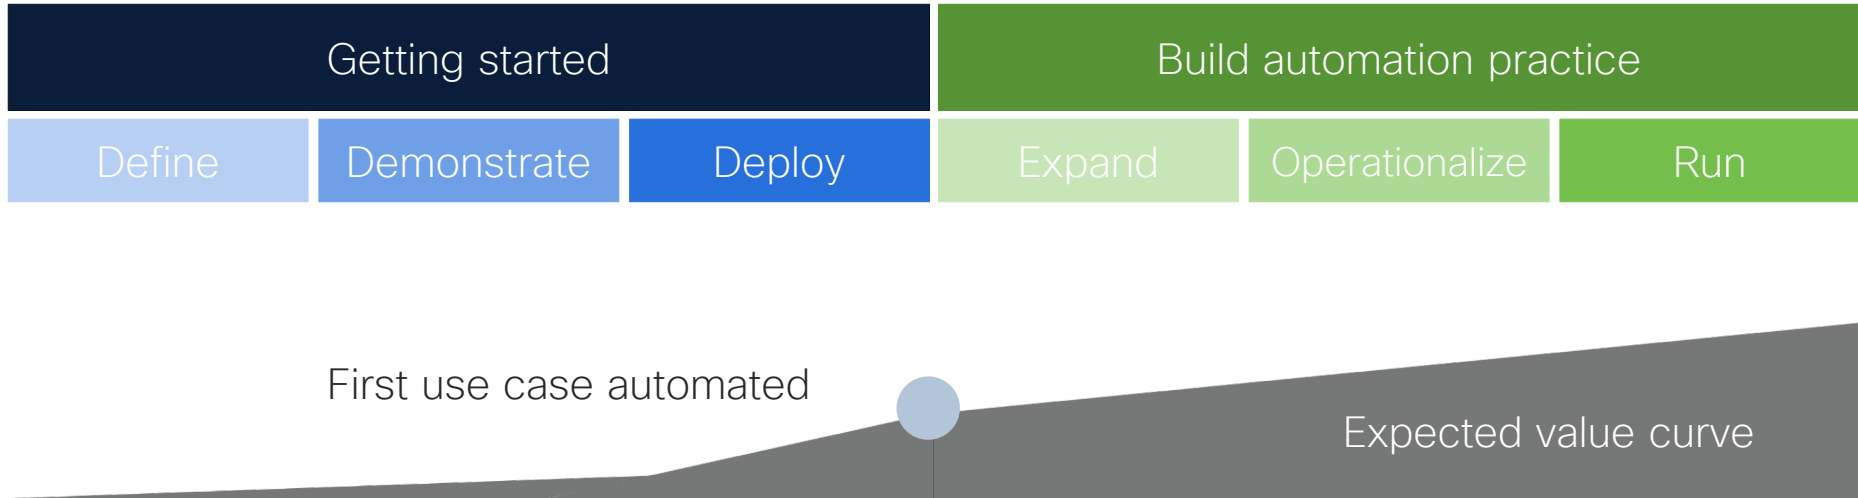 Getting started
Build automation practice
Define
Demonstrate
Deploy
Expand
Operationalize
Run
First use case automated
Expected value curve